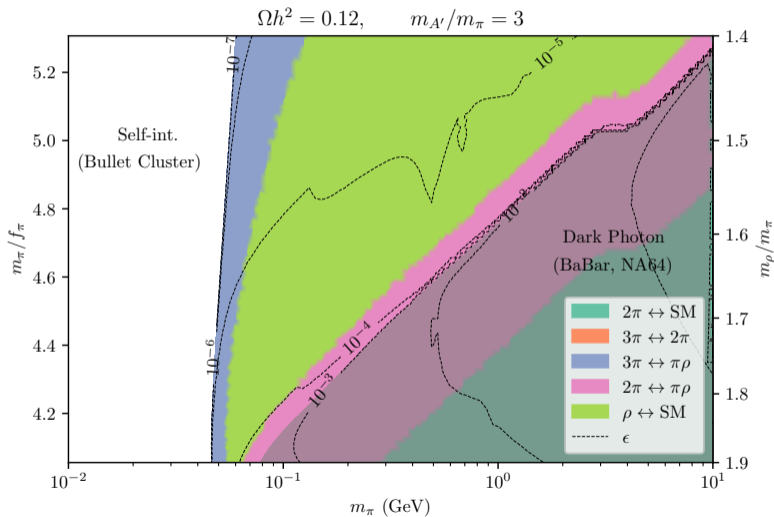 Ωh² = 0.12, m_{A'}/m_π = 3
10⁻⁷
10⁻⁵
5.2
5.0
4.8
4.6
4.4
4.2
m_π/f_π
1.4
1.5
1.6
1.7
1.8
1.9
m_ρ/m_π
Self-int.
(Bullet Cluster)
10⁻²
Dark Photon
(BaBar, NA64)
10⁻⁶
10⁻⁴
10⁻³
2π ↔ SM
3π ↔ 2π
3π ↔ πρ
2π ↔ πρ
ρ ↔ SM
ϵ
10⁻² 10⁻¹ 10⁰ 10¹
m_π (GeV)